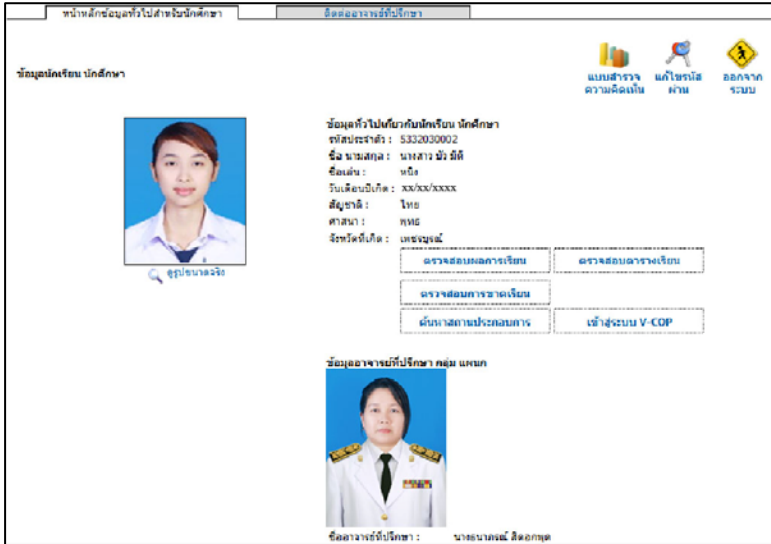 หน้าหลักข้อมูลทั่วไปสำหรับนักศึกษา
ติดต่ออาจารย์ที่ปรึกษา
ข้อมูลนักเรียน นักศึกษา
แบบสำรวจ
ความคิดเห็น
แก้ไขรหัส
ผ่าน
ออกจาก
ระบบ
ข้อมูลทั่วไปเกี่ยวกับนักเรียน นักศึกษา
รหัสประจำตัว : 5332030002
ชื่อ นามสกุล : นางสาว บัว มีดี
ชื่อเล่น : หนิง
วันเดือนปีเกิด : xx/xx/xxxx
สัญชาติ : ไทย
ศาสนา : พุทธ
จังหวัดที่เกิด : เพชรบูรณ์
ดูรูปขนาดจริง
ตรวจสอบผลการเรียน
ตรวจสอบตารางเรียน
ตรวจสอบการขาดเรียน
ค้นหาสถานประกอบการ
เข้าสู่ระบบ V-COP
ข้อมูลอาจารย์ที่ปรึกษา กลุ่ม แผนก
ชื่ออาจารย์ที่ปรึกษา : นางธนาภรณ์